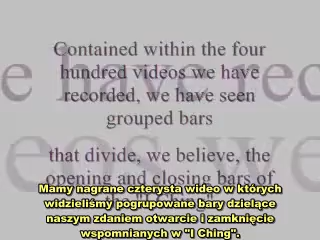 Contained within the four
hundred videos we have
recorded, we have seen
grouped bars
that divide, we believe, the
opening and closing bars of
Mamy nagrane czterysta wideo w których
widzieliśmy pogrupowane bary dzielące
naszym zdaniem otwarcie i zamknięcie
wspomnianych w "I Ching".